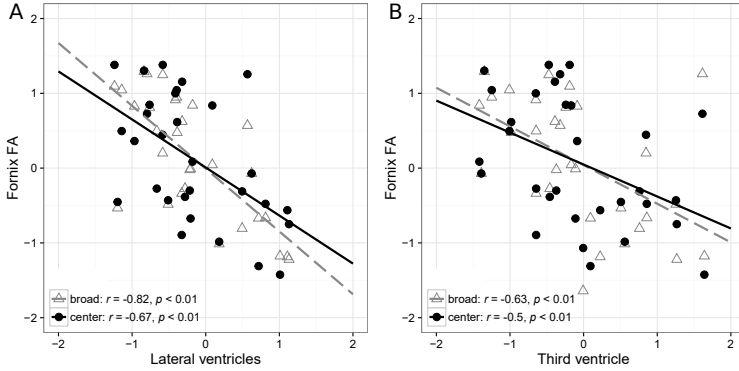 A
B
2
1
0
−1
−2
Fornix FA
broad: r = -0.82, p < 0.01
center: r = -0.67, p < 0.01
−2 −1 0 1 2
Lateral ventricles
2
1
0
−1
−2
Fornix FA
broad: r = -0.63, p < 0.01
center: r = -0.5, p < 0.01
−2 −1 0 1 2
Third ventricle